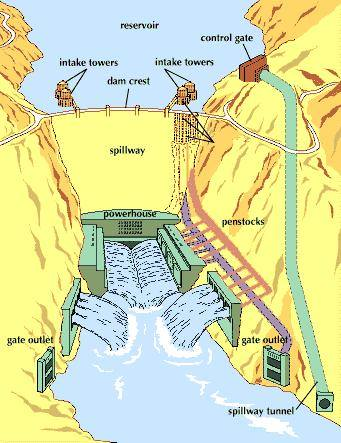 reservoir
control gate
intake towers
intake towers
dam crest
spillway
powerhouse
penstocks
gate outlet
gate outlet
spillway tunnel